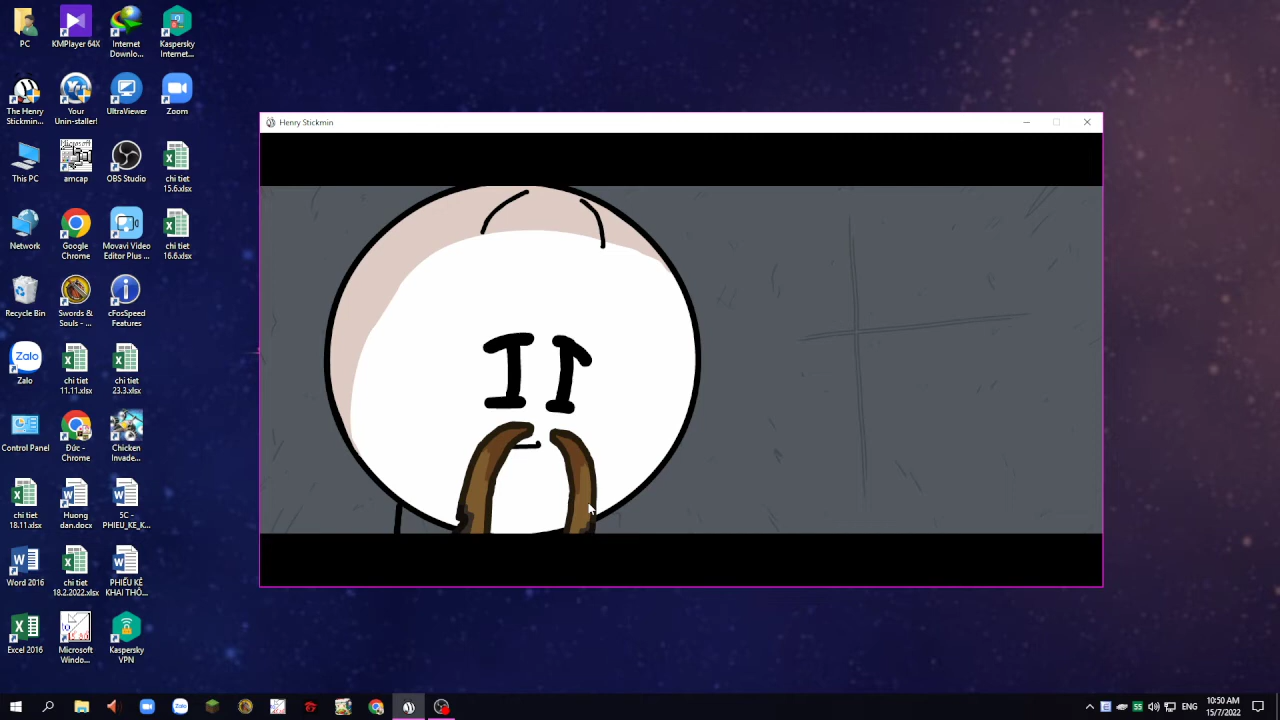 PC
KMPlayer 64X
Internet
Downlo...
Kaspersky
Internet...
The Henry
Stickmin...
Your
Unin-staller!
UltraViewer
Zoom
This PC
Microsoft
amcap
OBS Studio
chi tiet
15.6.xlsx
Network
Google
Chrome
Movavi Video
Editor Plus ...
chi tiet
16.6.xlsx
Recycle Bin
Swords &
Souls - ...
cFosSpeed
Features
Zalo
Zalo
chi tiet
11.11.xlsx
chi tiet
23.3.xlsx
Control Panel
Đức -
Chrome
Chicken
Invade...
chi tiet
18.11.xlsx
Huong
dan.docx
SC -
PHIEU_KE_K...
Word 2016
chi tiet
18.2.2022.xlsx
PHIẾU KÊ
KHAI THÔ...
Excel 2016
Microsoft
Windo...
Kaspersky
VPN
Henry Stickmin
Zalo
SS
ENG
10:50 AM
15/7/2022